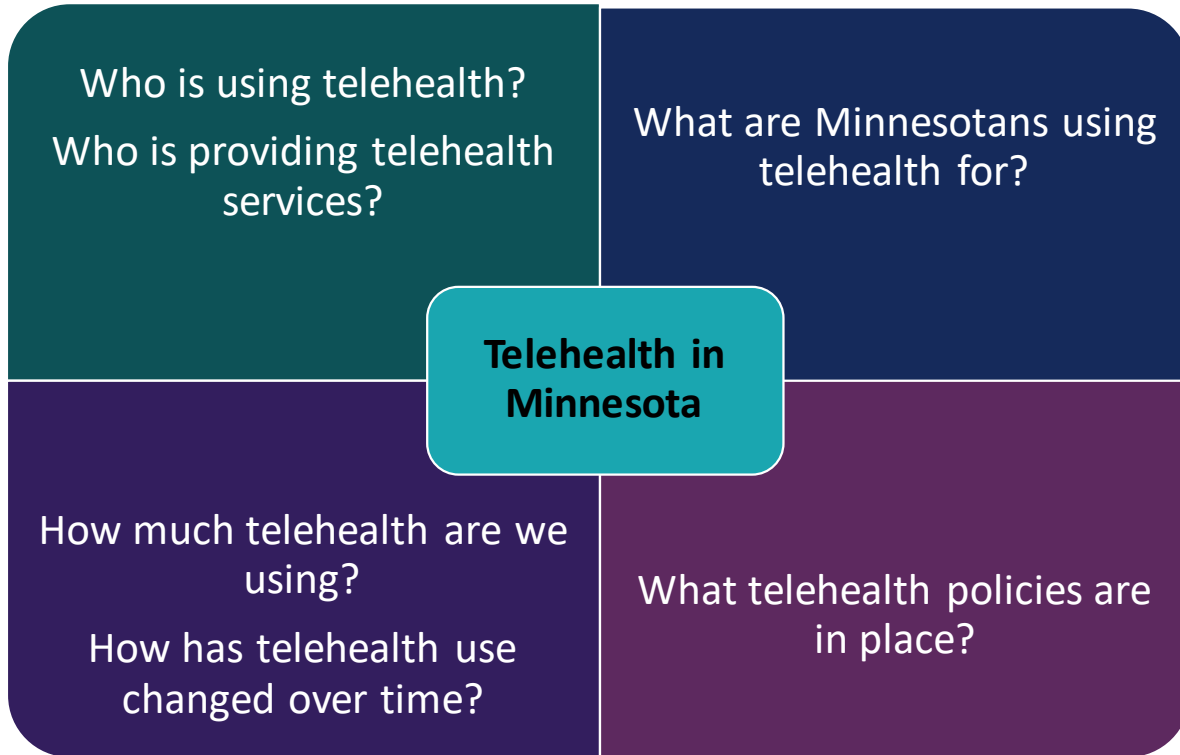 Who is using telehealth?
Who is providing telehealth
services?
What are Minnesotans using
telehealth for?
Telehealth in
Minnesota
How much telehealth are we
using?
How has telehealth use
changed over time?
What telehealth policies are
in place?